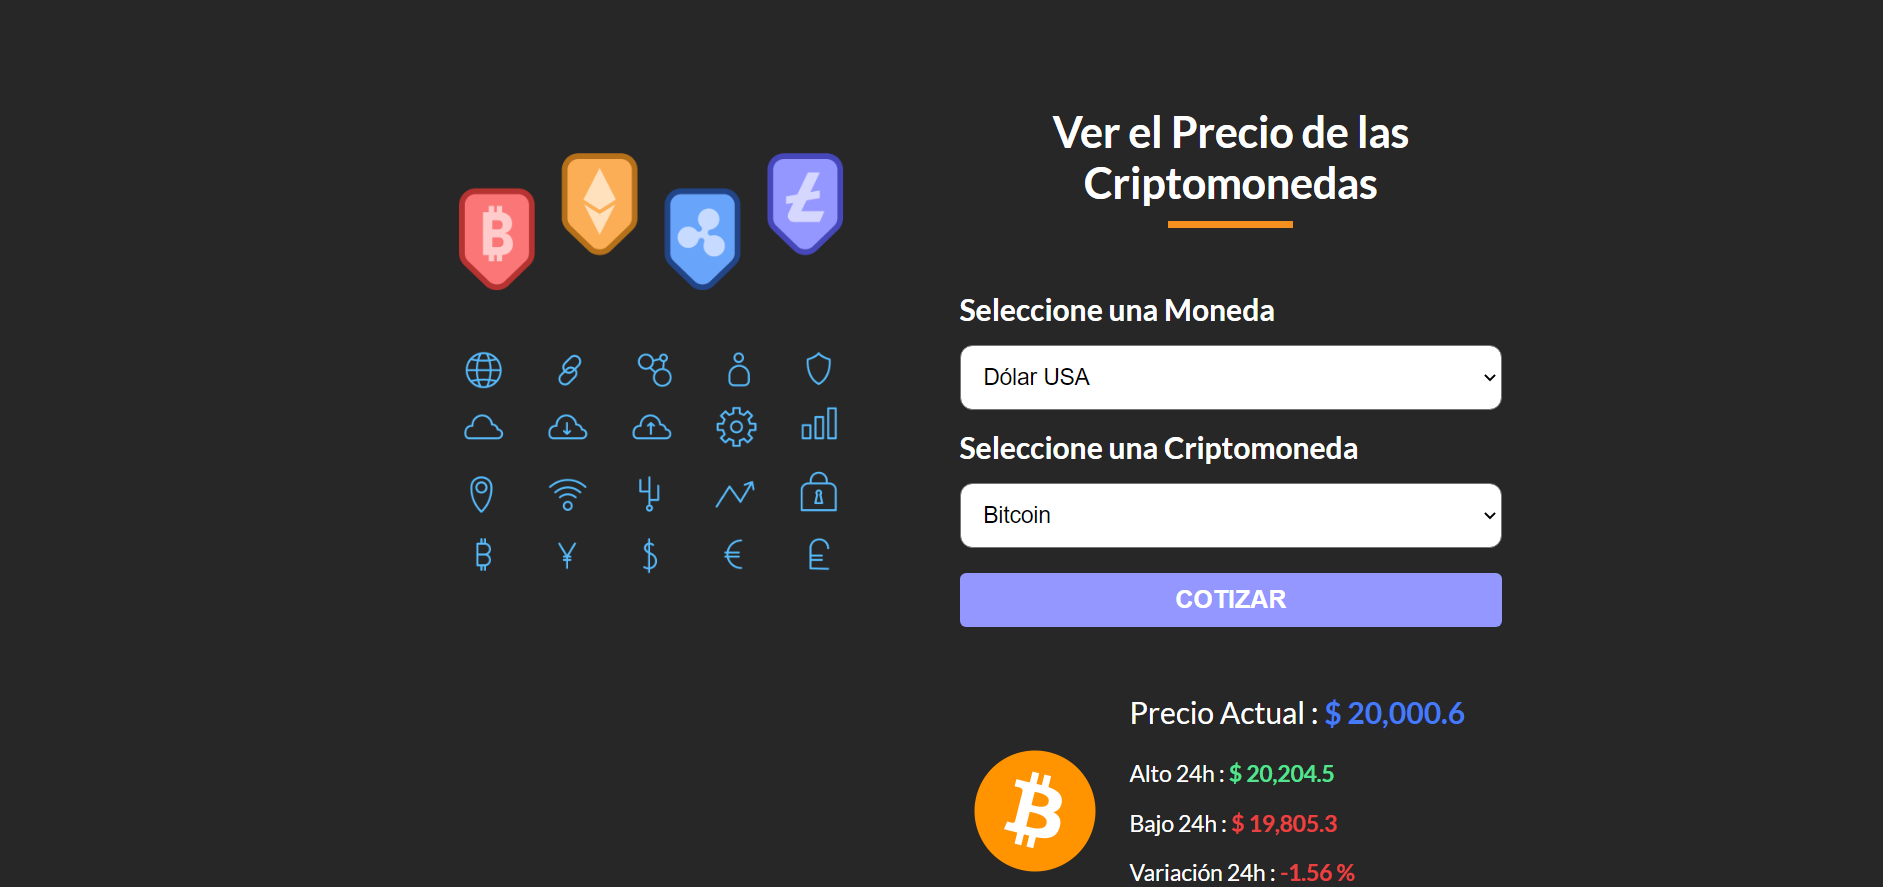 Ver el Precio de las
Criptomonedas
Seleccione una Moneda
Dólar USA
Seleccione una Criptomoneda
Bitcoin
COTIZAR
Precio Actual : $ 20,000.6
Alto 24h : $ 20,204.5
Bajo 24h : $ 19,805.3
Variación 24h : -1.56 %